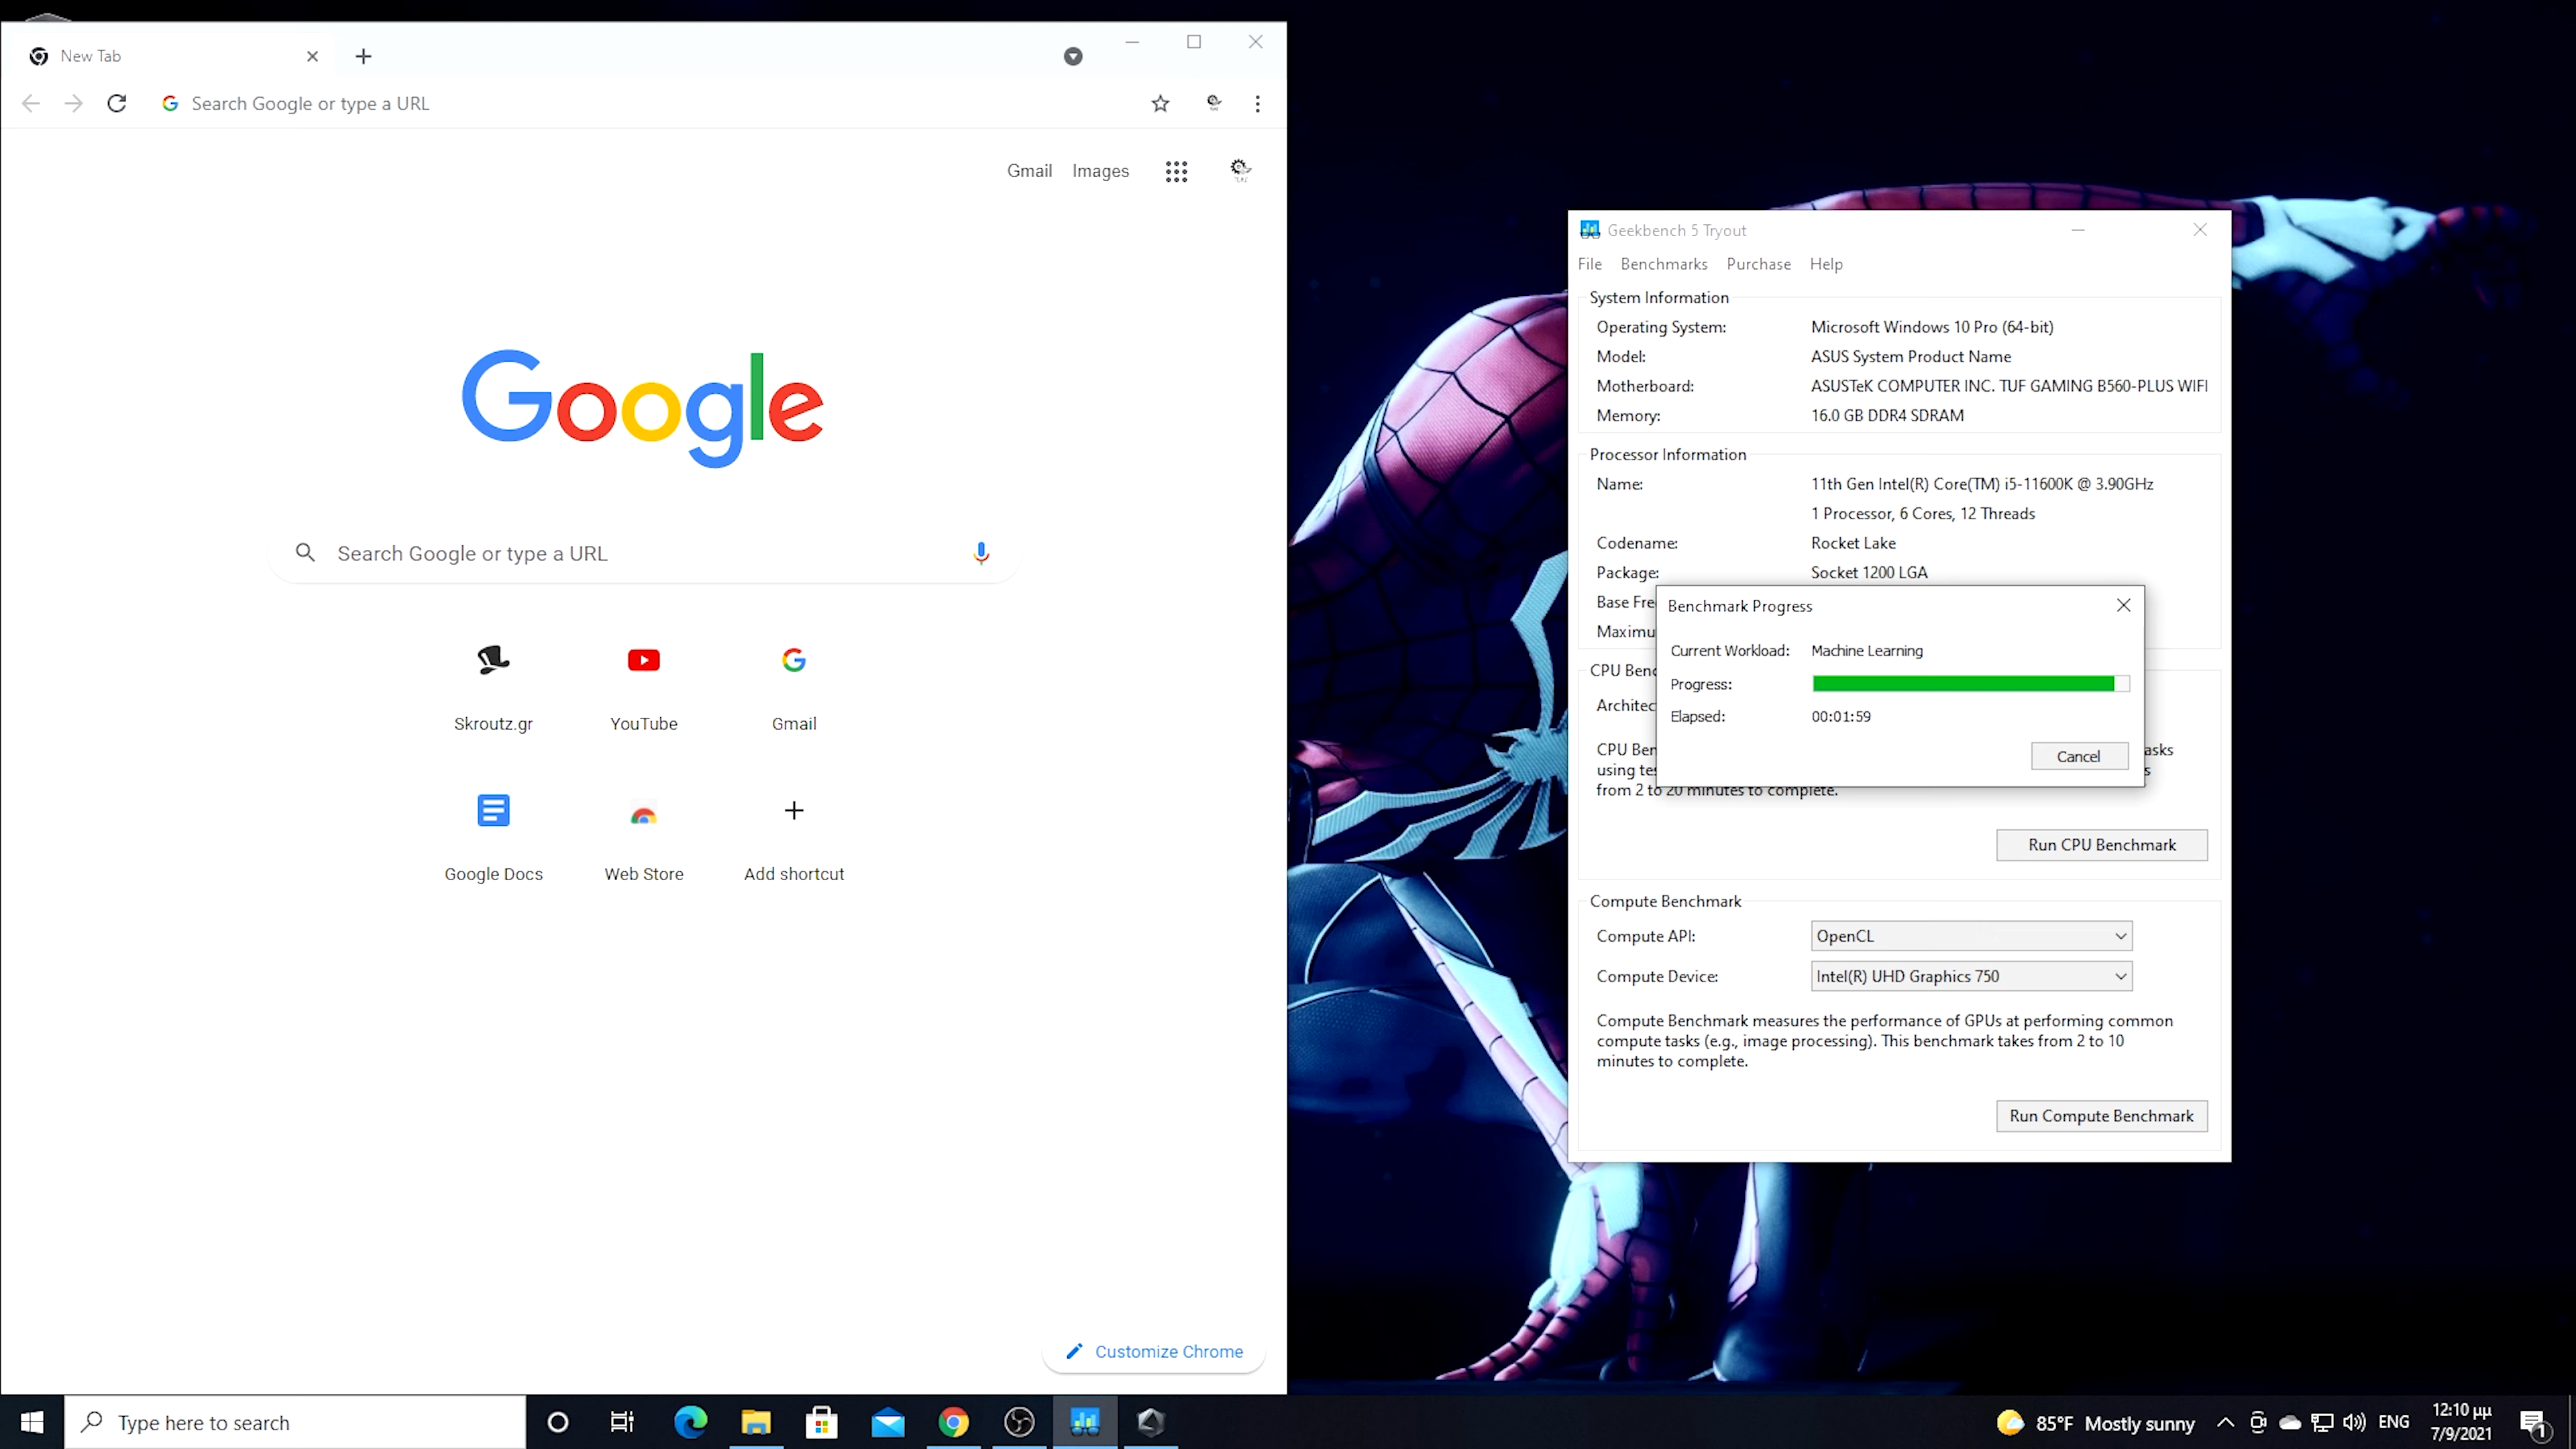 New Tab
Search Google or type a URL
Gmail Images
Google
Search Google or type a URL
Skroutz.gr
YouTube
Gmail
Google Docs
Web Store
Add shortcut
Customize Chrome
Geekbench 5 Tryout
File Benchmarks Purchase Help
System Information
Operating System: Microsoft Windows 10 Pro (64-bit)
Model: ASUS System Product Name
Motherboard: ASUSTeK COMPUTER INC. TUF GAMING B560-PLUS WIFI
Memory: 16.0 GB DDR4 SDRAM
Processor Information
Name: 11th Gen Intel(R) Core(TM) i5-11600K @ 3.90GHz
1 Processor, 6 Cores, 12 Threads
Codename: Rocket Lake
Package: Socket 1200 LGA
Base Fre
Maximu
CPU Benc
Architec
CPU Ben asks
using tes s
from 2 to 20 minutes to complete.
Benchmark Progress
Current Workload: Machine Learning
Progress:
Elapsed: 00:01:59
Cancel
Run CPU Benchmark
Compute Benchmark
Compute API: OpenCL
Compute Device: Intel(R) UHD Graphics 750
Compute Benchmark measures the performance of GPUs at performing common
compute tasks (e.g., image processing). This benchmark takes from 2 to 10
minutes to complete.
Run Compute Benchmark
Type here to search
85°F Mostly sunny
ENG
12:10 μμ
7/9/2021
1